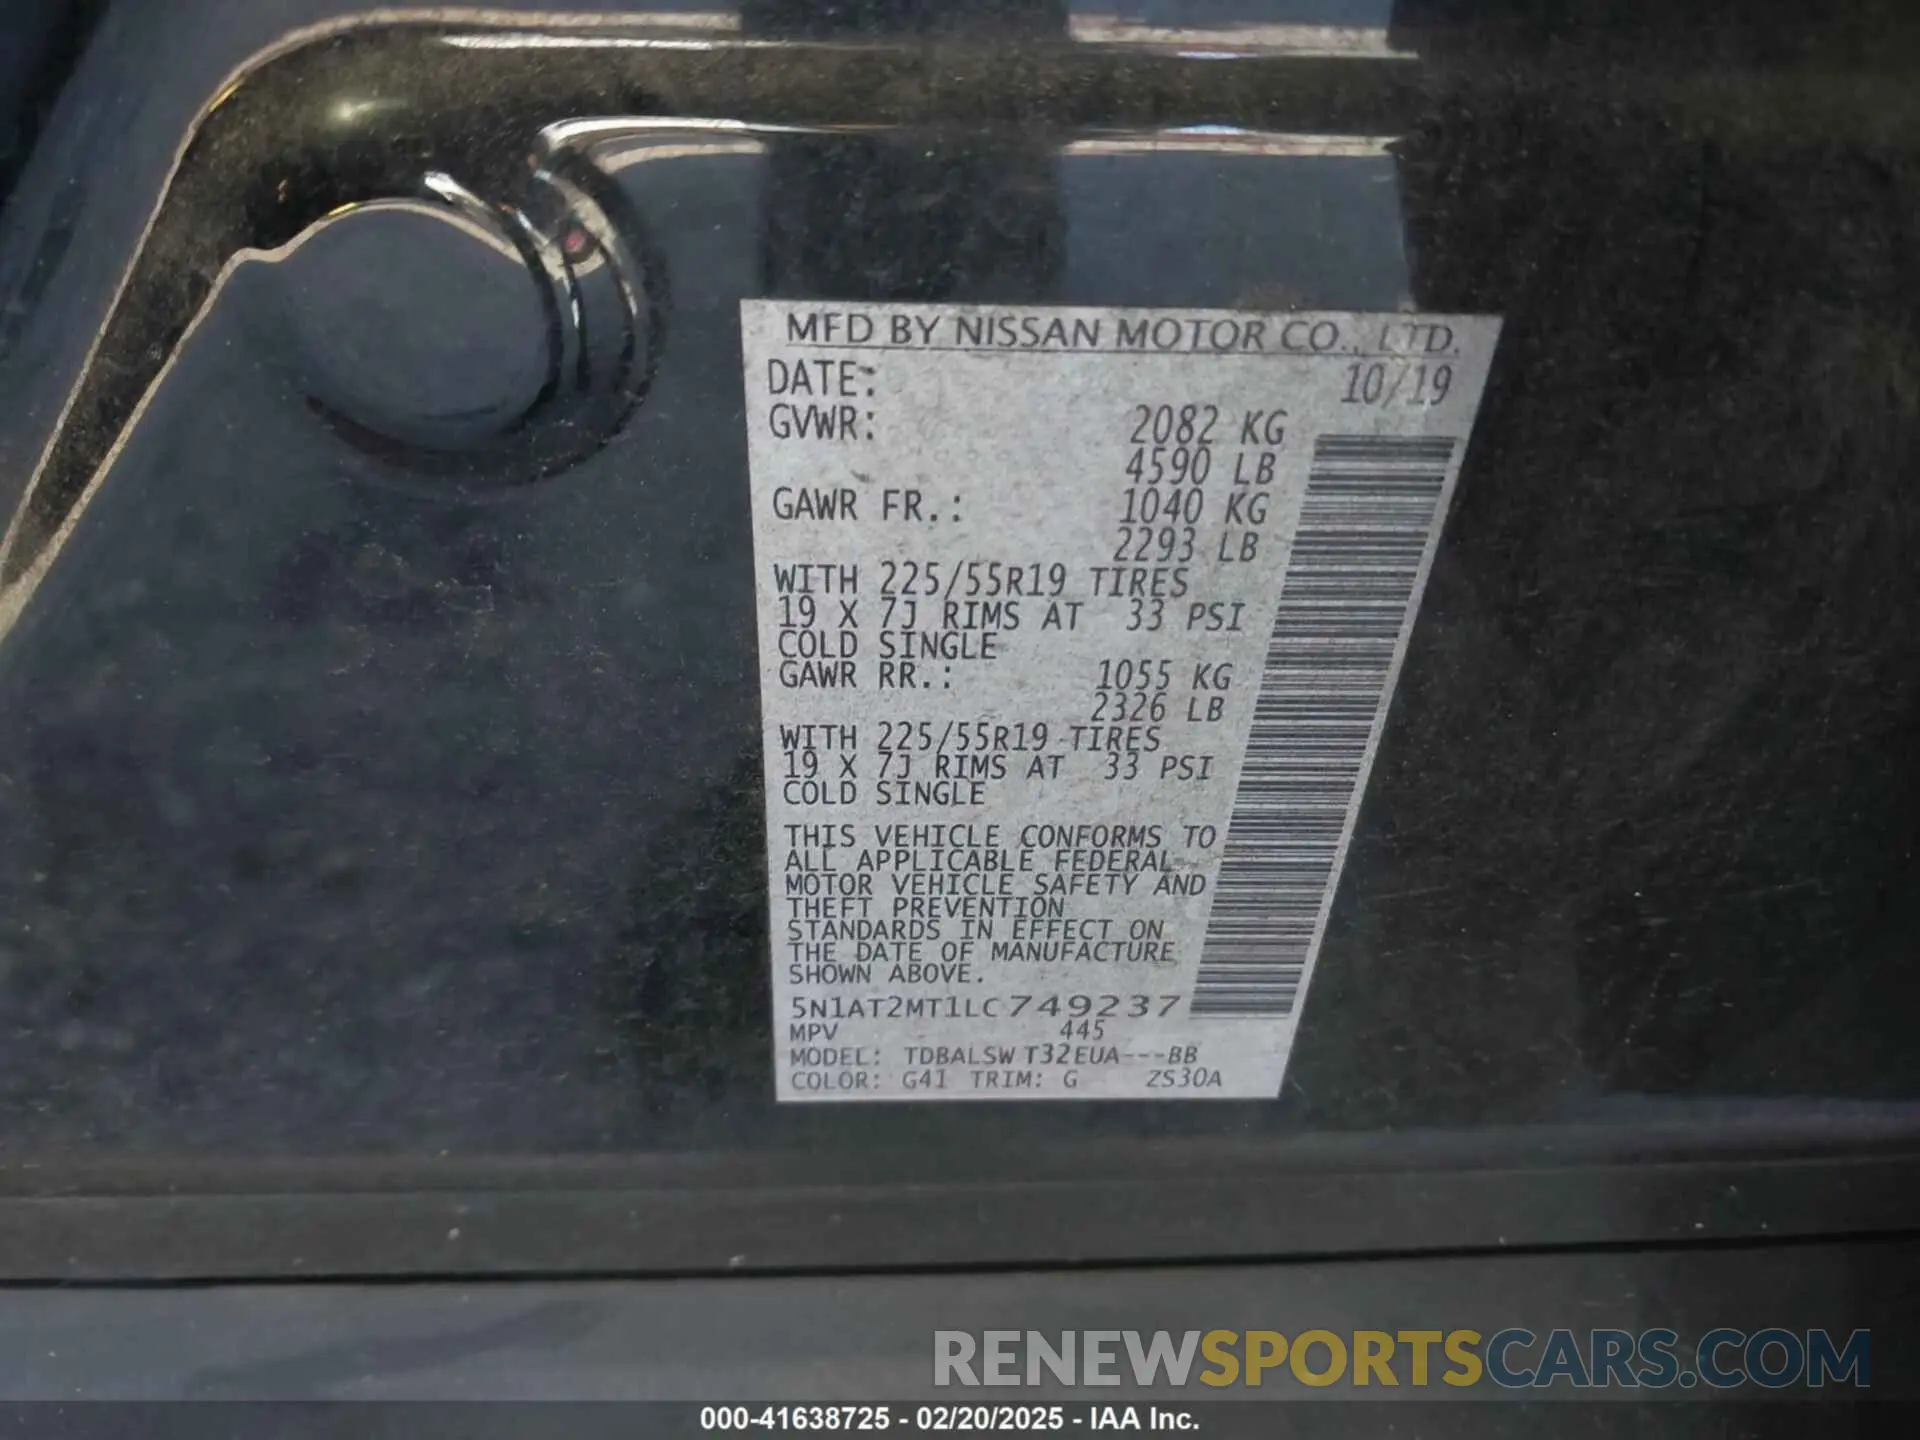 MFD BY NISSAN MOTOR CO., LTD.
DATE: 10/19
GVWR: 2082 KG
4590 LB
GAWR FR.: 1040 KG
2293 LB
WITH 225/55R19 TIRES
19 X 7J RIMS AT 33 PSI
COLD SINGLE
GAWR RR.: 1055 KG
2326 LB
WITH 225/55R19 TIRES
19 X 7J RIMS AT 33 PSI
COLD SINGLE
THIS VEHICLE CONFORMS TO
ALL APPLICABLE FEDERAL
MOTOR VEHICLE SAFETY AND
THEFT PREVENTION
STANDARDS IN EFFECT ON
THE DATE OF MANUFACTURE
SHOWN ABOVE.
5N1AT2MT1LC749237
MPV 445
MODEL: TDBALSW T32EUA---BB
COLOR: G41 TRIM: G ZS30A
RENEWSPORTSCARS.COM
000-41638725 - 02/20/2025 - IAA Inc.